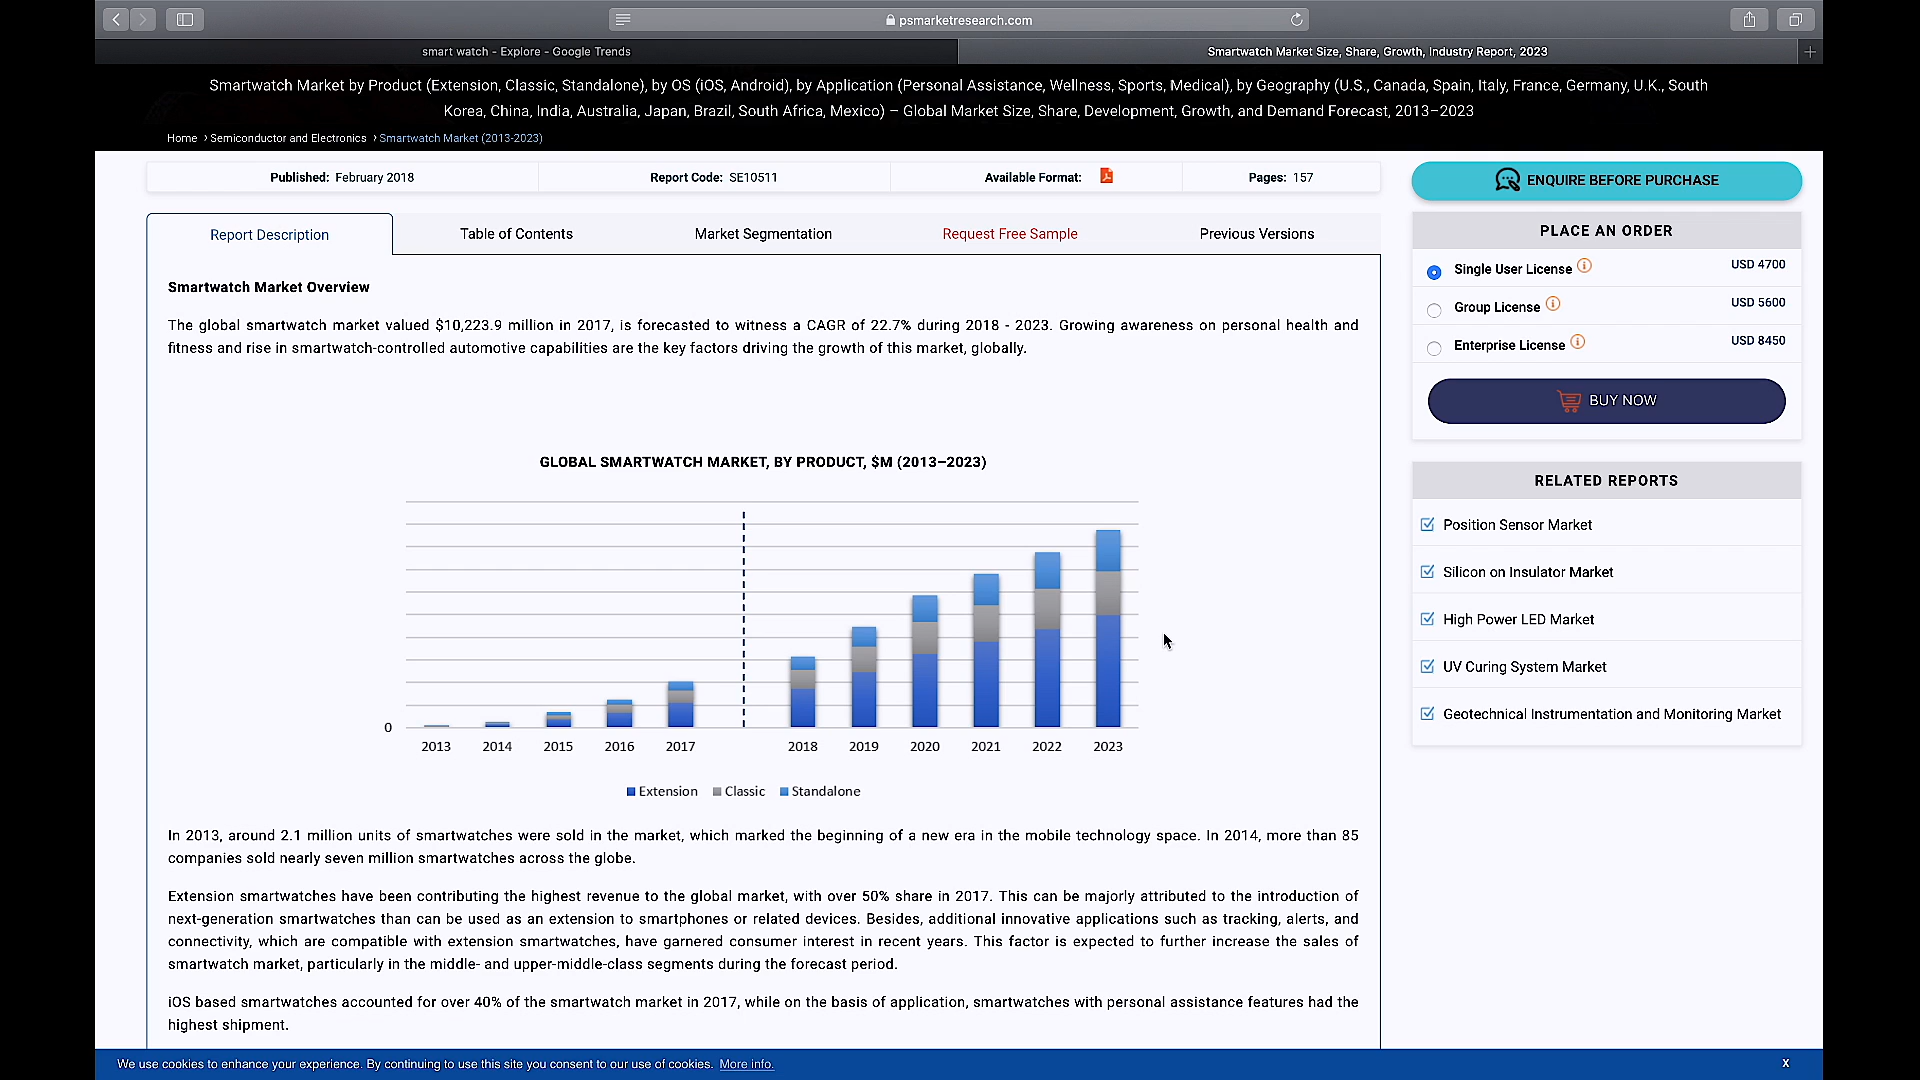 psmarketresearch.com
smart watch - Explore - Google Trends
Smartwatch Market Size, Share, Growth, Industry Report, 2023
Smartwatch Market by Product (Extension, Classic, Standalone), by OS (iOS, Android), by Application (Personal Assistance, Wellness, Sports, Medical), by Geography (U.S., Canada, Spain, Italy, France, Germany, U.K., South
Korea, China, India, Australia, Japan, Brazil, South Africa, Mexico) – Global Market Size, Share, Development, Growth, and Demand Forecast, 2013–2023
Home › Semiconductor and Electronics › Smartwatch Market (2013-2023)
Published: February 2018
Report Code: SE10511
Available Format:
Pages: 157
Report Description
Table of Contents
Market Segmentation
Request Free Sample
Previous Versions
Smartwatch Market Overview
The global smartwatch market valued $10,223.9 million in 2017, is forecasted to witness a CAGR of 22.7% during 2018 - 2023. Growing awareness on personal health and
fitness and rise in smartwatch-controlled automotive capabilities are the key factors driving the growth of this market, globally.
GLOBAL SMARTWATCH MARKET, BY PRODUCT, $M (2013–2023)
0
2013 2014 2015 2016 2017 2018 2019 2020 2021 2022 2023
Extension Classic Standalone
In 2013, around 2.1 million units of smartwatches were sold in the market, which marked the beginning of a new era in the mobile technology space. In 2014, more than 85
companies sold nearly seven million smartwatches across the globe.
Extension smartwatches have been contributing the highest revenue to the global market, with over 50% share in 2017. This can be majorly attributed to the introduction of
next-generation smartwatches than can be used as an extension to smartphones or related devices. Besides, additional innovative applications such as tracking, alerts, and
connectivity, which are compatible with extension smartwatches, have garnered consumer interest in recent years. This factor is expected to further increase the sales of
smartwatch market, particularly in the middle- and upper-middle-class segments during the forecast period.
iOS based smartwatches accounted for over 40% of the smartwatch market in 2017, while on the basis of application, smartwatches with personal assistance features had the
highest shipment.
ENQUIRE BEFORE PURCHASE
PLACE AN ORDER
Single User License USD 4700
Group License USD 5600
Enterprise License USD 8450
BUY NOW
RELATED REPORTS
Position Sensor Market
Silicon on Insulator Market
High Power LED Market
UV Curing System Market
Geotechnical Instrumentation and Monitoring Market
We use cookies to enhance your experience. By continuing to use this site you consent to our use of cookies. More info. x